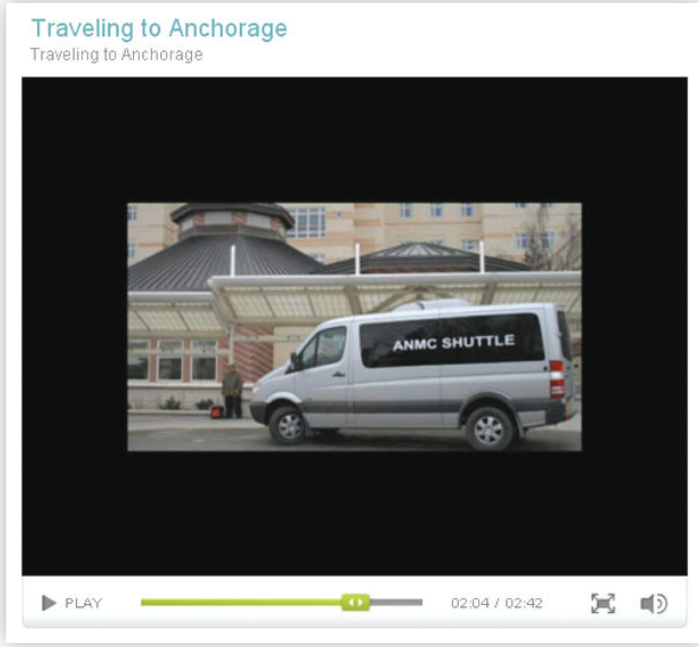 Traveling to Anchorage
Traveling to Anchorage
ANMC SHUTTLE
PLAY
02:04 / 02:42